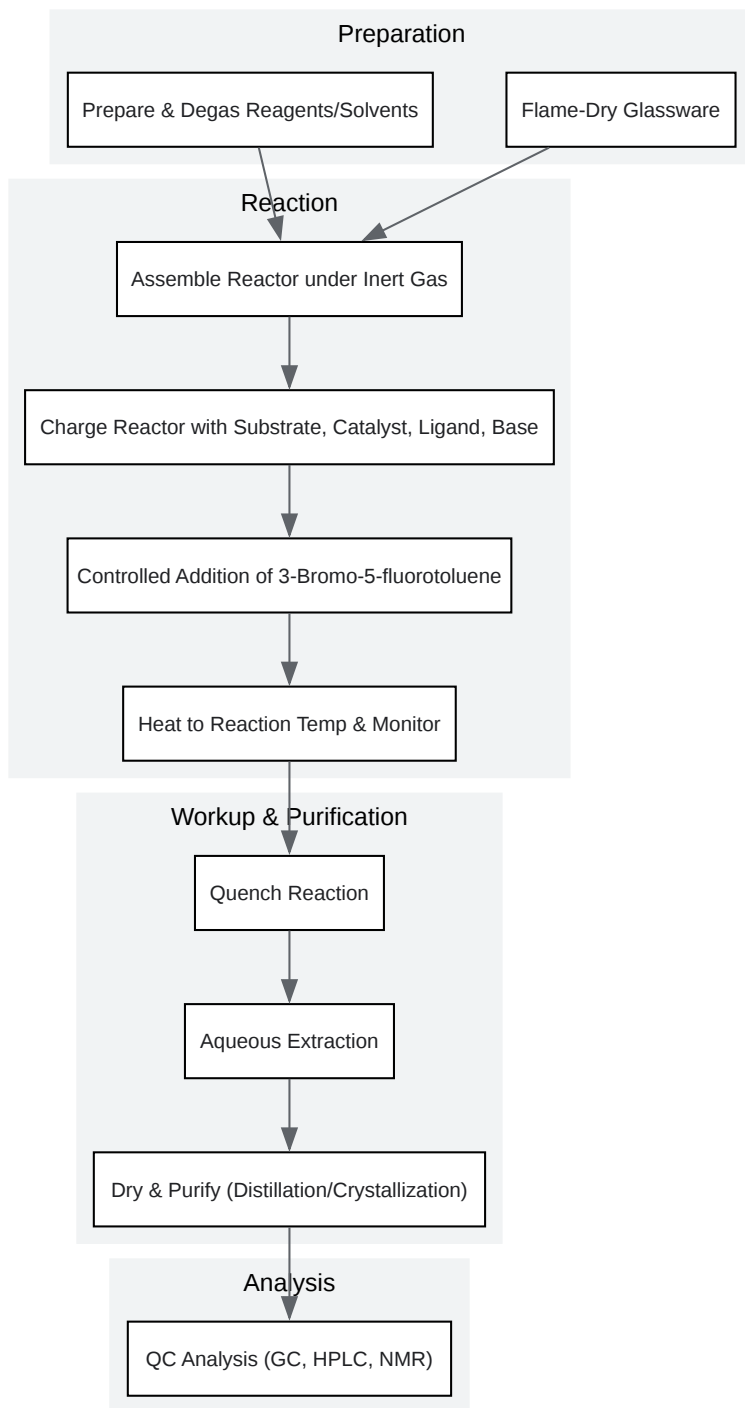 Preparation
Prepare & Degas Reagents/Solvents
Flame-Dry Glassware
Reaction
Assemble Reactor under Inert Gas
Charge Reactor with Substrate, Catalyst, Ligand, Base
Controlled Addition of 3-Bromo-5-fluorotoluene
Heat to Reaction Temp & Monitor
Workup & Purification
Quench Reaction
Aqueous Extraction
Dry & Purify (Distillation/Crystallization)
Analysis
QC Analysis (GC, HPLC, NMR)